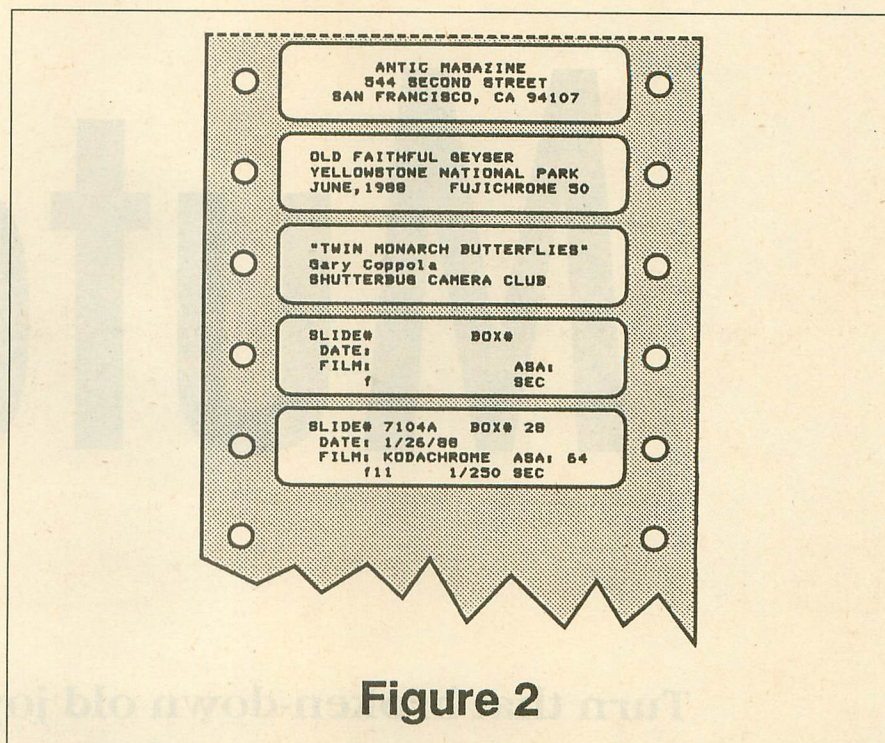 ANTIC MAGAZINE
544 SECOND STREET
SAN FRANCISCO, CA 94107
OLD FAITHFUL GEYSER
YELLOWSTONE NATIONAL PARK
JUNE,1988 FUJICHROME 50
"TWIN MONARCH BUTTERFLIES"
Gary Coppola
SHUTTERBUG CAMERA CLUB
SLIDE# BOX#
DATE:
FILM: ASA:
f SEC
SLIDE# 7104A BOX# 28
DATE: 1/26/88
FILM: KODACHROME ASA: 64
f11 1/250 SEC
Figure 2